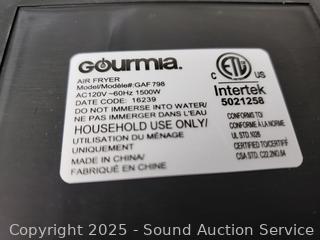 GOURMIA
AIR FRYER
Model/Modèle#:GAF798
AC120V ~60Hz 1500W
DATE CODE: 16239
DO NOT IMMERSE INTO WATER/
NE PAS IMMERGER DANS L'EAU
HOUSEHOLD USE ONLY/
UTILISATION DU MÉNAGE
UNIQUEMENT
MADE IN CHINA/
FABRIQUÉ EN CHINE
C ETL US
Intertek
5021258
CONFORMS TO/
CONFORME À LA NORME
UL STD.1026
CERTIFIED TO/CERTIFIÉ
CSA STD. C22.2NO.64
Copyright 2025 - Sound Auction Service